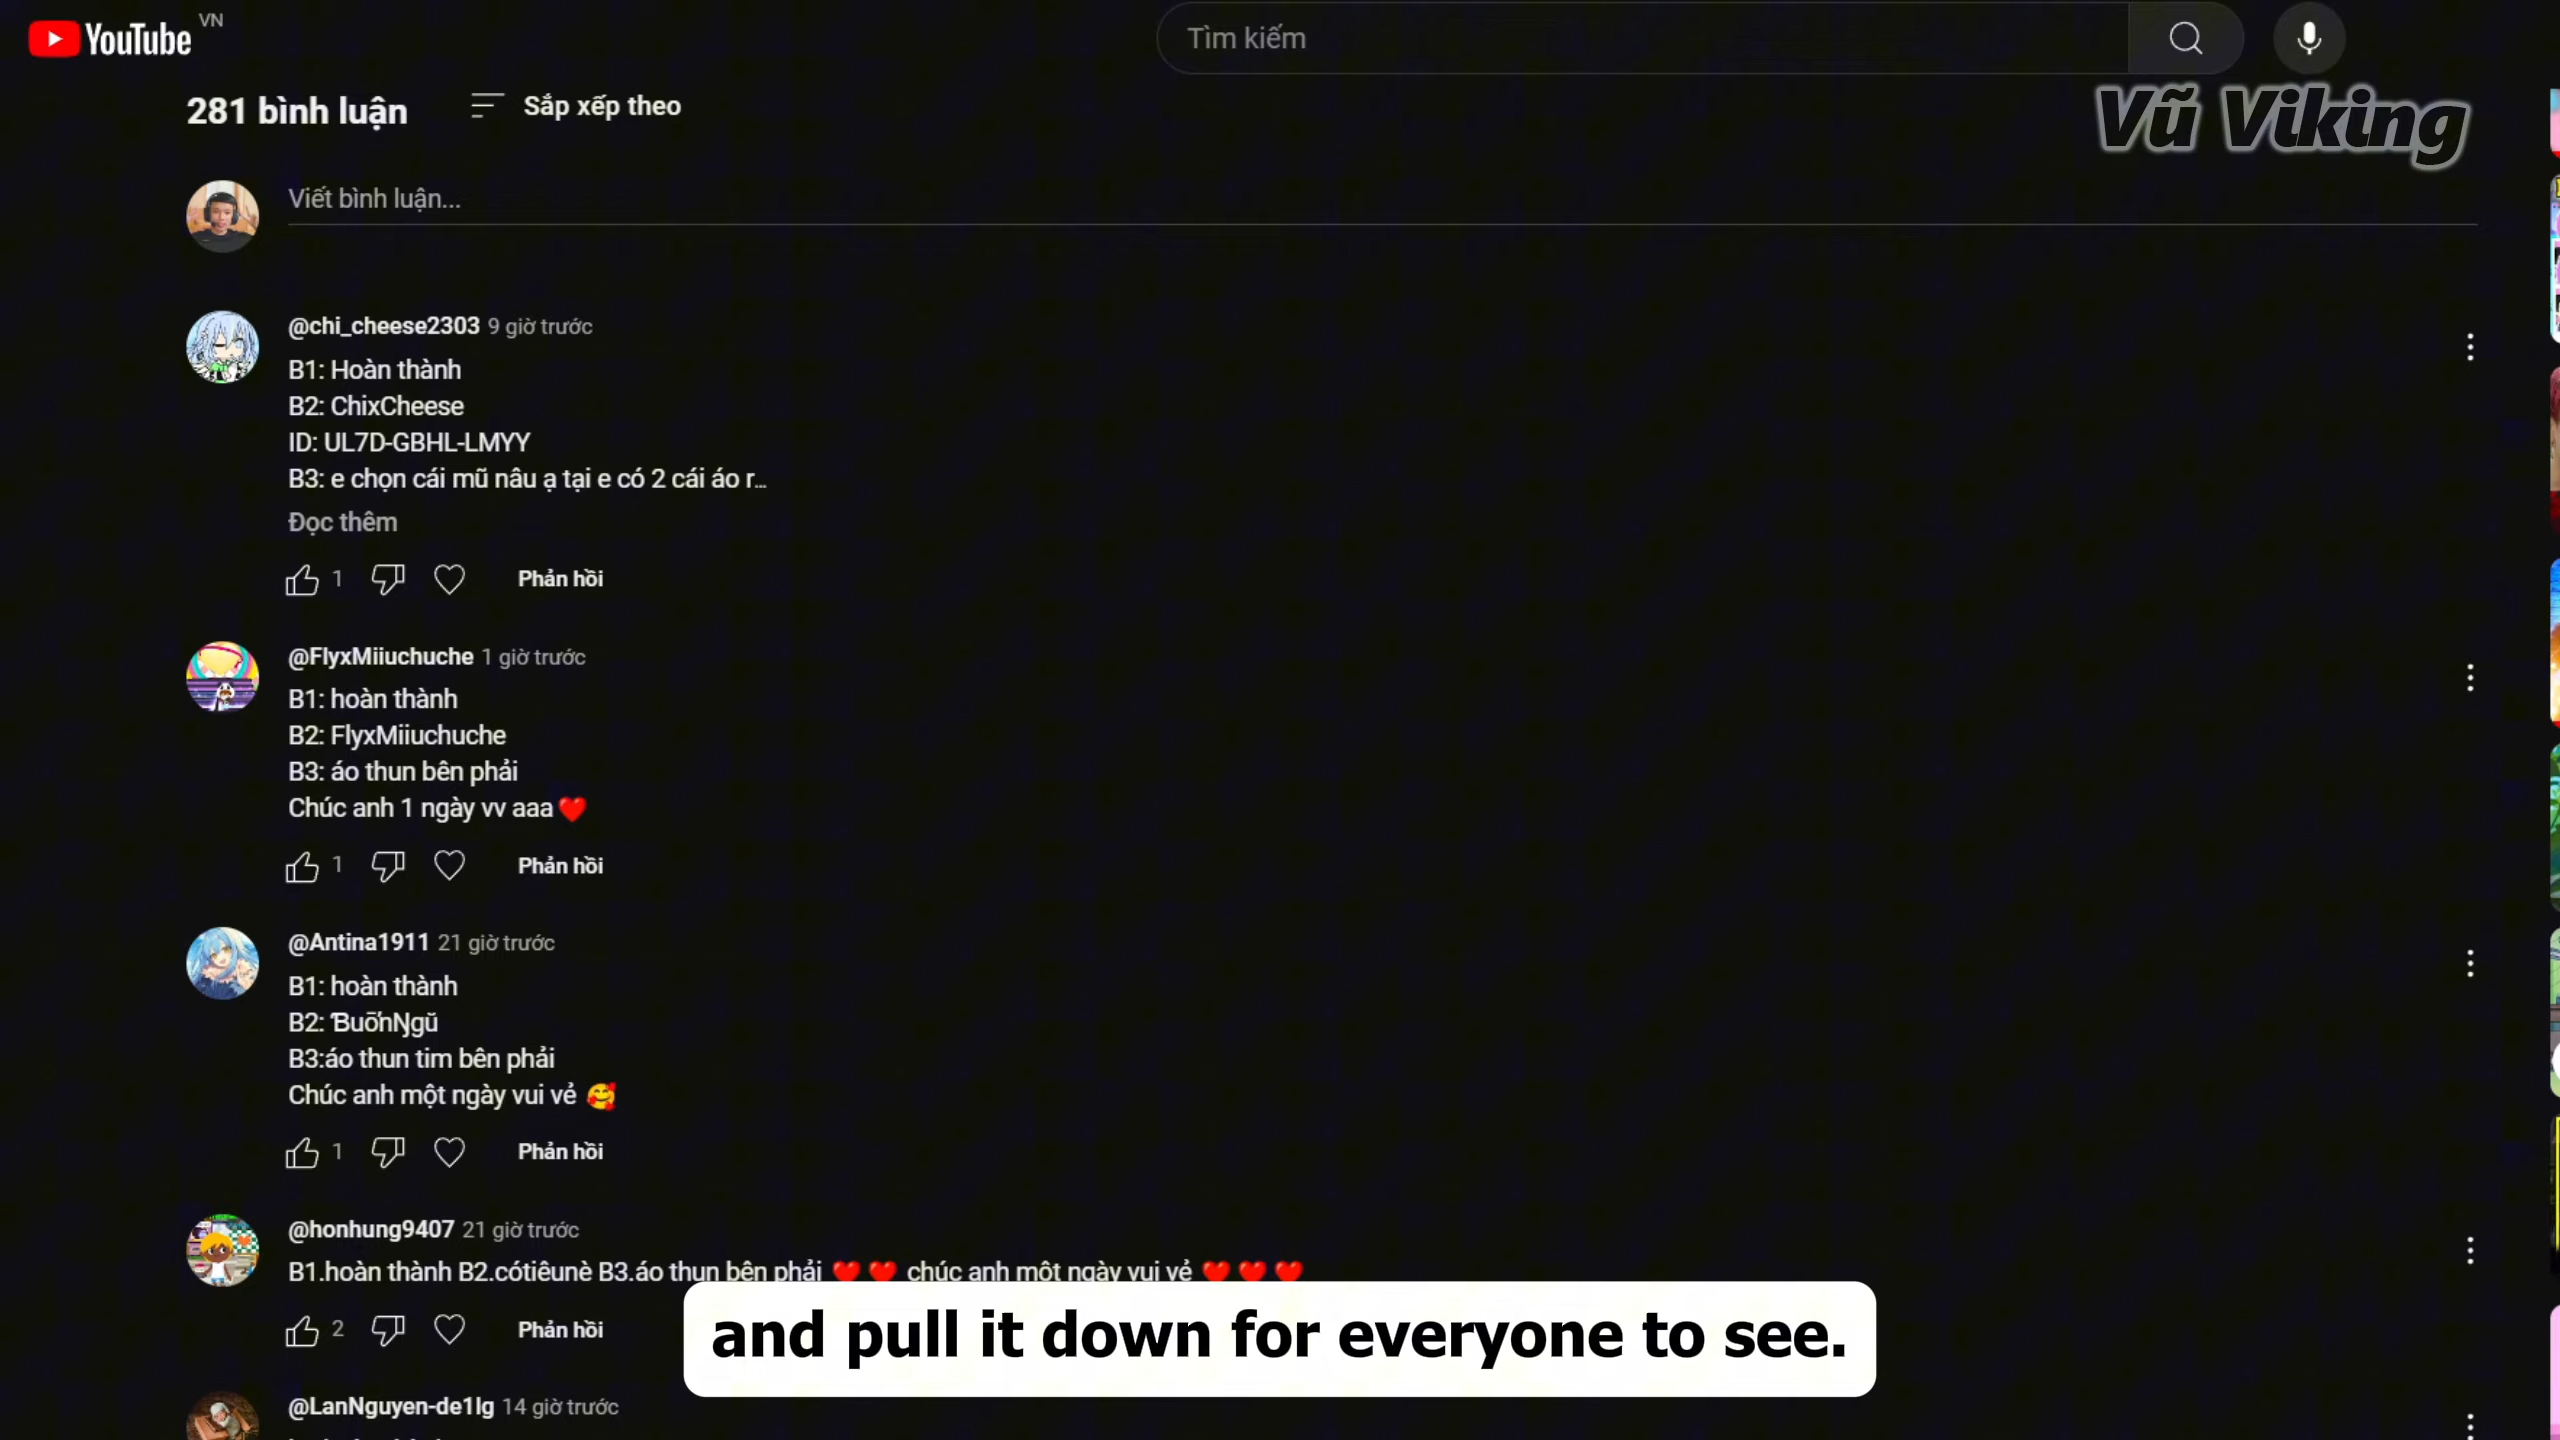 YouTube VN
Tìm kiếm
Vũ Viking
281 bình luận
Sắp xếp theo
Viết bình luận...
@chi_cheese2303 9 giờ trước
B1: Hoàn thành
B2: ChixCheese
ID: UL7D-GBHL-LMYY
B3: e chọn cái mũ nâu ạ tại e có 2 cái áo r...
Đọc thêm
1 Phản hồi
@FlyxMiiuchuche 1 giờ trước
B1: hoàn thành
B2: FlyxMiiuchuche
B3: áo thun bên phải
Chúc anh 1 ngày vv aaa❤️
1 Phản hồi
@Antina1911 21 giờ trước
B1: hoàn thành
B3:áo thun tim bên phải
Chúc anh một ngày vui vẻ 🥰
1 Phản hồi
@honhung9407 21 giờ trước
B1.hoàn thành B2.cótiêunè B3.áo thun bên phải ❤️❤️ chúc anh một ngày vui vẻ ❤️❤️❤️
2 Phản hồi
and pull it down for everyone to see.
@LanNguyen-de1lg 14 giờ trước